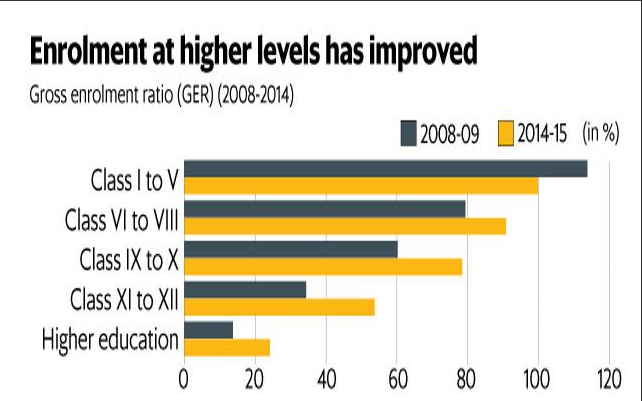 Enrolment at higher levels has improved
Gross enrolment ratio (GER) (2008-2014)
2008-09 2014-15 (in %)
Class I to V
Class VI to VIII
Class IX to X
Class XI to XII
Higher education
0 20 40 60 80 100 120